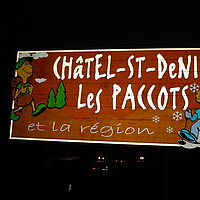 CHâTEL-ST-DeNI
Les PACCOTS
et la région